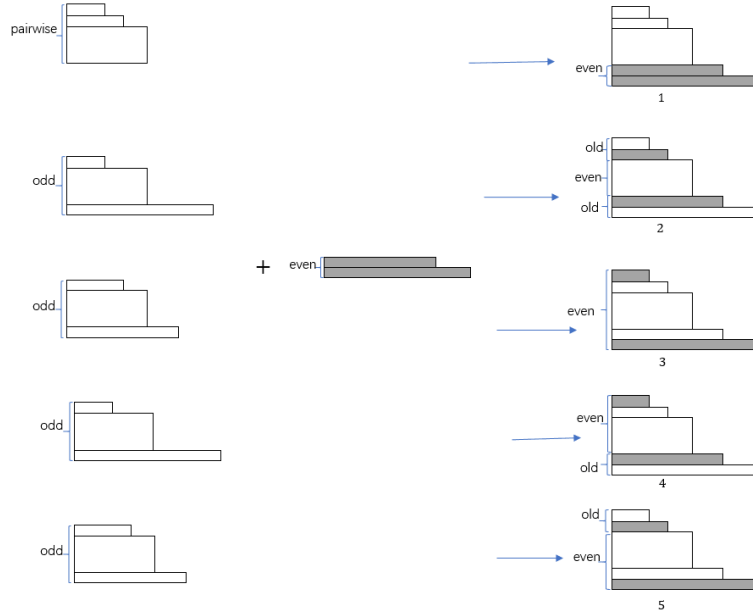 pairwise
even
1
old
even
old
odd
2
+
even
odd
even
3
odd
even
old
4
odd
old
even
5